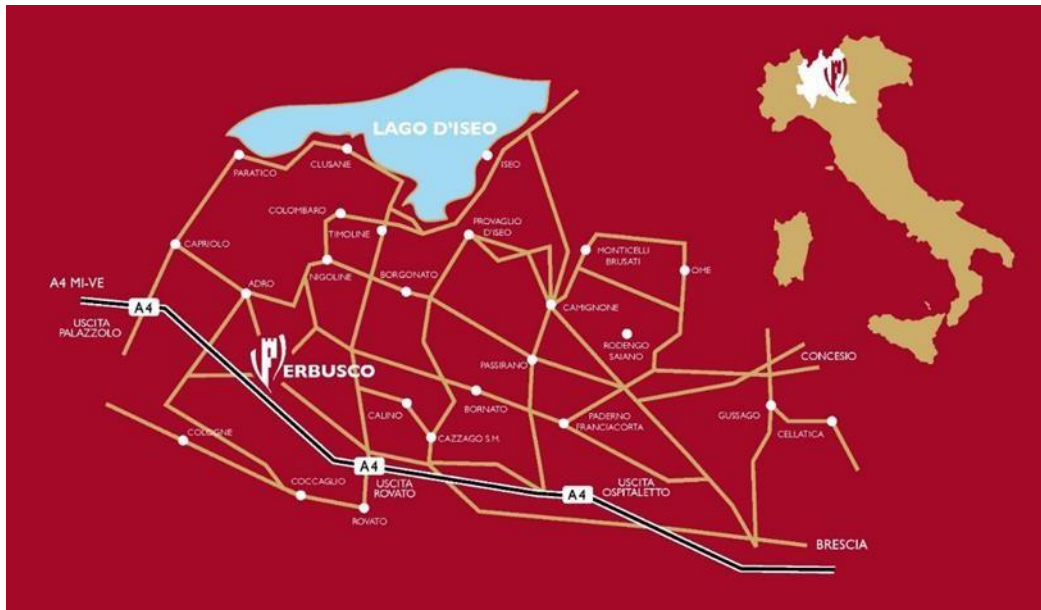 LAGO D'ISEO
CLUSANE
ISEO
PARATICO
COLOMBARO
TIMOLINE
PROVAGLIO
D'ISEO
CAPRIOLO
MONTICELLI
BRUSATI
OME
A4 MI-VE
ADRO
NIGOLINE
BORGONATO
A4
USCITA
PALAZZOLO
CAMIGNONE
RODENGO
SAIANO
CONCESIO
PASSIRANO
ERBUSCO
CALINO
BORNATO
PADERNO
FRANCIACORTA
GUSSAGO
CELLATICA
COLOGNE
CAZZAGO S.M.
A4
USCITA
ROVATO
COCCAGLIO
ROVATO
A4
USCITA
OSPITALETTO
BRESCIA